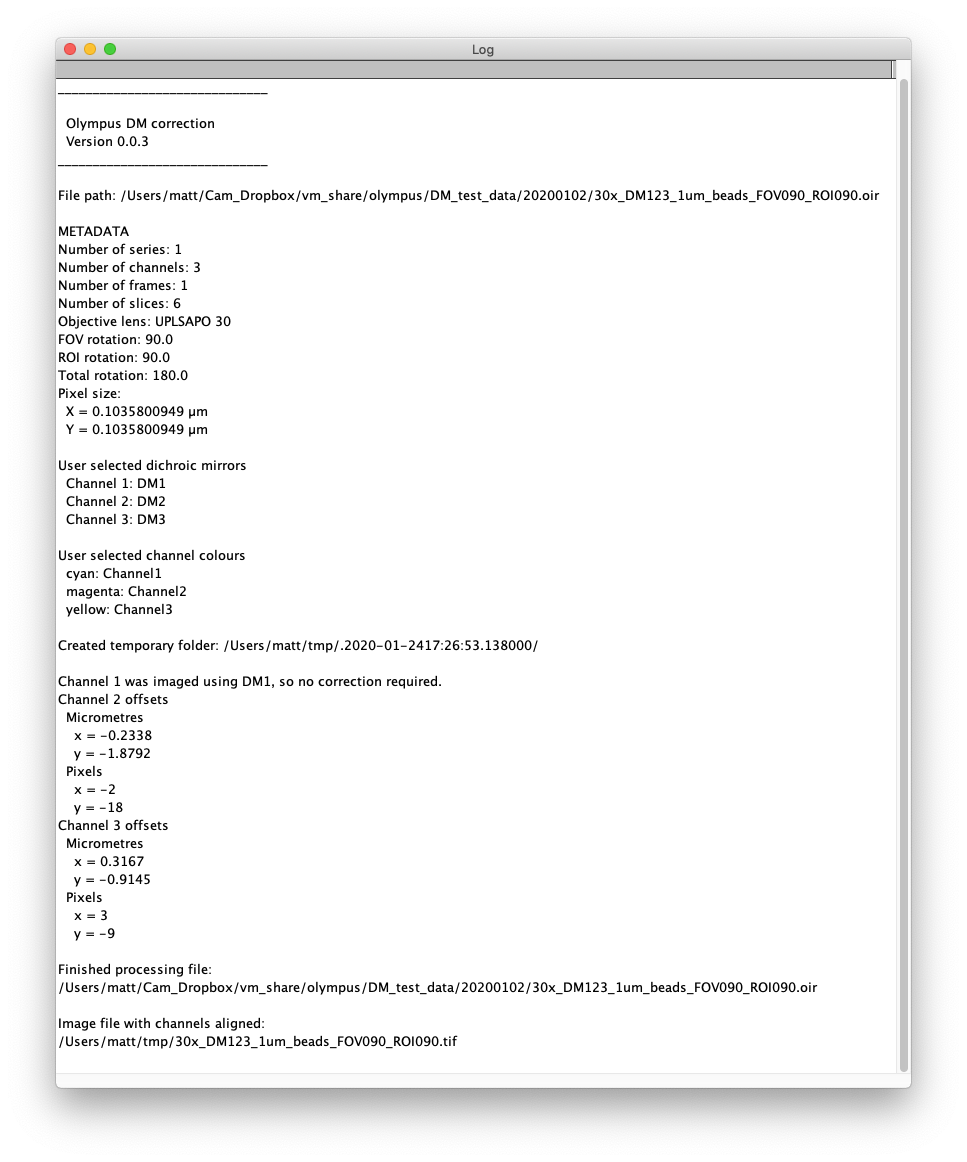 Log
______________________________
Olympus DM correction
Version 0.0.3
______________________________
File path: /Users/matt/Cam_Dropbox/vm_share/olympus/DM_test_data/20200102/30x_DM123_1um_beads_FOV090_ROI090.oir
METADATA
Number of series: 1
Number of channels: 3
Number of frames: 1
Number of slices: 6
Objective lens: UPLSAPO 30
FOV rotation: 90.0
ROI rotation: 90.0
Total rotation: 180.0
Pixel size:
X = 0.1035800949 µm
Y = 0.1035800949 µm
User selected dichroic mirrors
Channel 1: DM1
Channel 2: DM2
Channel 3: DM3
User selected channel colours
cyan: Channel1
magenta: Channel2
yellow: Channel3
Created temporary folder: /Users/matt/tmp/.2020-01-2417:26:53.138000/
Channel 1 was imaged using DM1, so no correction required.
Channel 2 offsets
Micrometres
x = -0.2338
y = -1.8792
Pixels
x = -2
y = -18
Channel 3 offsets
Micrometres
x = 0.3167
y = -0.9145
Pixels
x = 3
y = -9
Finished processing file:
/Users/matt/Cam_Dropbox/vm_share/olympus/DM_test_data/20200102/30x_DM123_1um_beads_FOV090_ROI090.oir
Image file with channels aligned:
/Users/matt/tmp/30x_DM123_1um_beads_FOV090_ROI090.tif